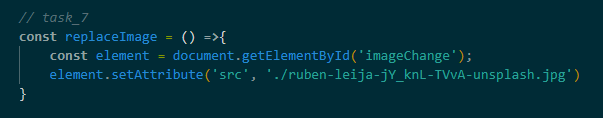 // task_7
const replaceImage = () =>{
    const element = document.getElementById('imageChange');
    element.setAttribute('src', './ruben-leija-jY_knL-TVvA-unsplash.jpg')
}